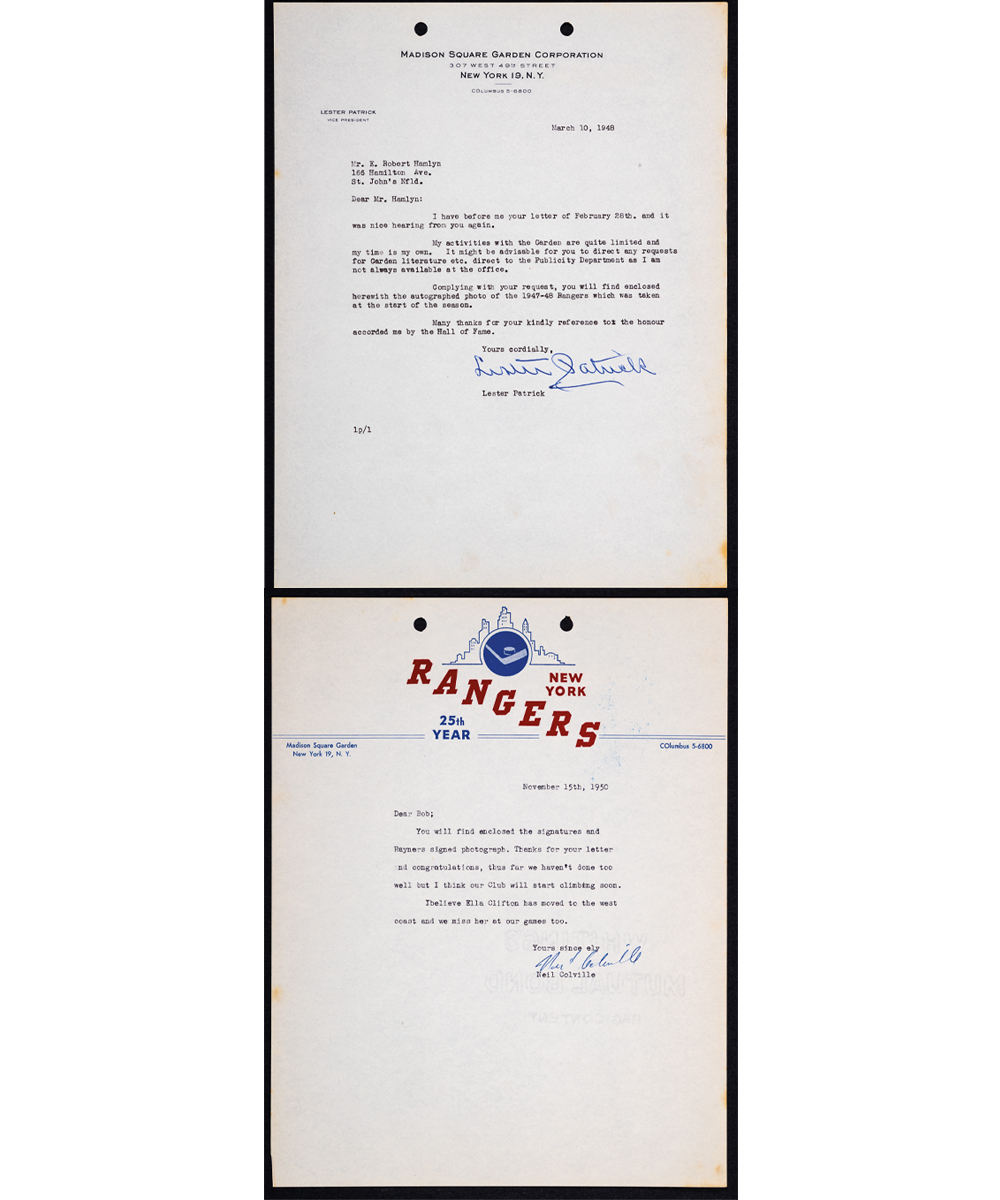 MADISON SQUARE GARDEN CORPORATION
307 WEST 49TH STREET
NEW YORK 19, N.Y.
COLUMBUS 5-6800
LESTER PATRICK
VICE PRESIDENT
March 10, 1948
Mr. E. Robert Hamlyn
166 Hamilton Ave.
St. John's Nfld.
Dear Mr. Hamlyn:
I have before me your letter of February 28th. and it
was nice hearing from you again.
My activities with the Garden are quite limited and
my time is my own. It might be advisable for you to direct any requests
for Garden literature etc. direct to the Publicity Department as I am
not always available at the office.
Complying with your request, you will find enclosed
herewith the autographed photo of the 1947-48 Rangers which was taken
at the start of the season.
Many thanks for your kindly reference tox the honour
accorded me by the Hall of Fame.
Yours cordially,
Lester Patrick
Lester Patrick
lp/l
RANGERS
NEW
YORK
25th
YEAR
Madison Square Garden
New York 19, N. Y.
COlumbus 5-6800
November 15th, 1950
Dear Bob;
You will find enclosed the signatures and
Rayners signed photograph. Thanks for your letter
nd congratulations, thus far we haven't done too
well but I think our Club will start climbing soon.
Ibelieve Ella Clifton has moved to the west
coast and we miss her at our games too.
Yours since ely
Neil Colville
Neil Colville